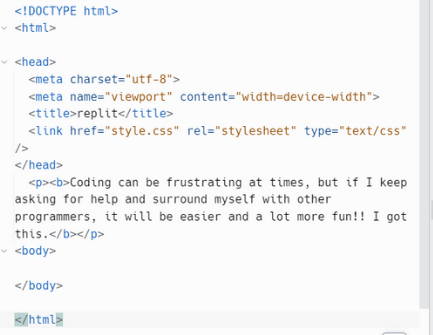 <!DOCTYPE html>
<html>
<head>
<meta charset="utf-8">
<meta name="viewport" content="width=device-width">
<title>replit</title>
<link href="style.css" rel="stylesheet" type="text/css"
/>
</head>
<p><b>Coding can be frustrating at times, but if I keep
asking for help and surround myself with other
programmers, it will be easier and a lot more fun!! I got
this.</b></p>
<body>
</body>
</html>